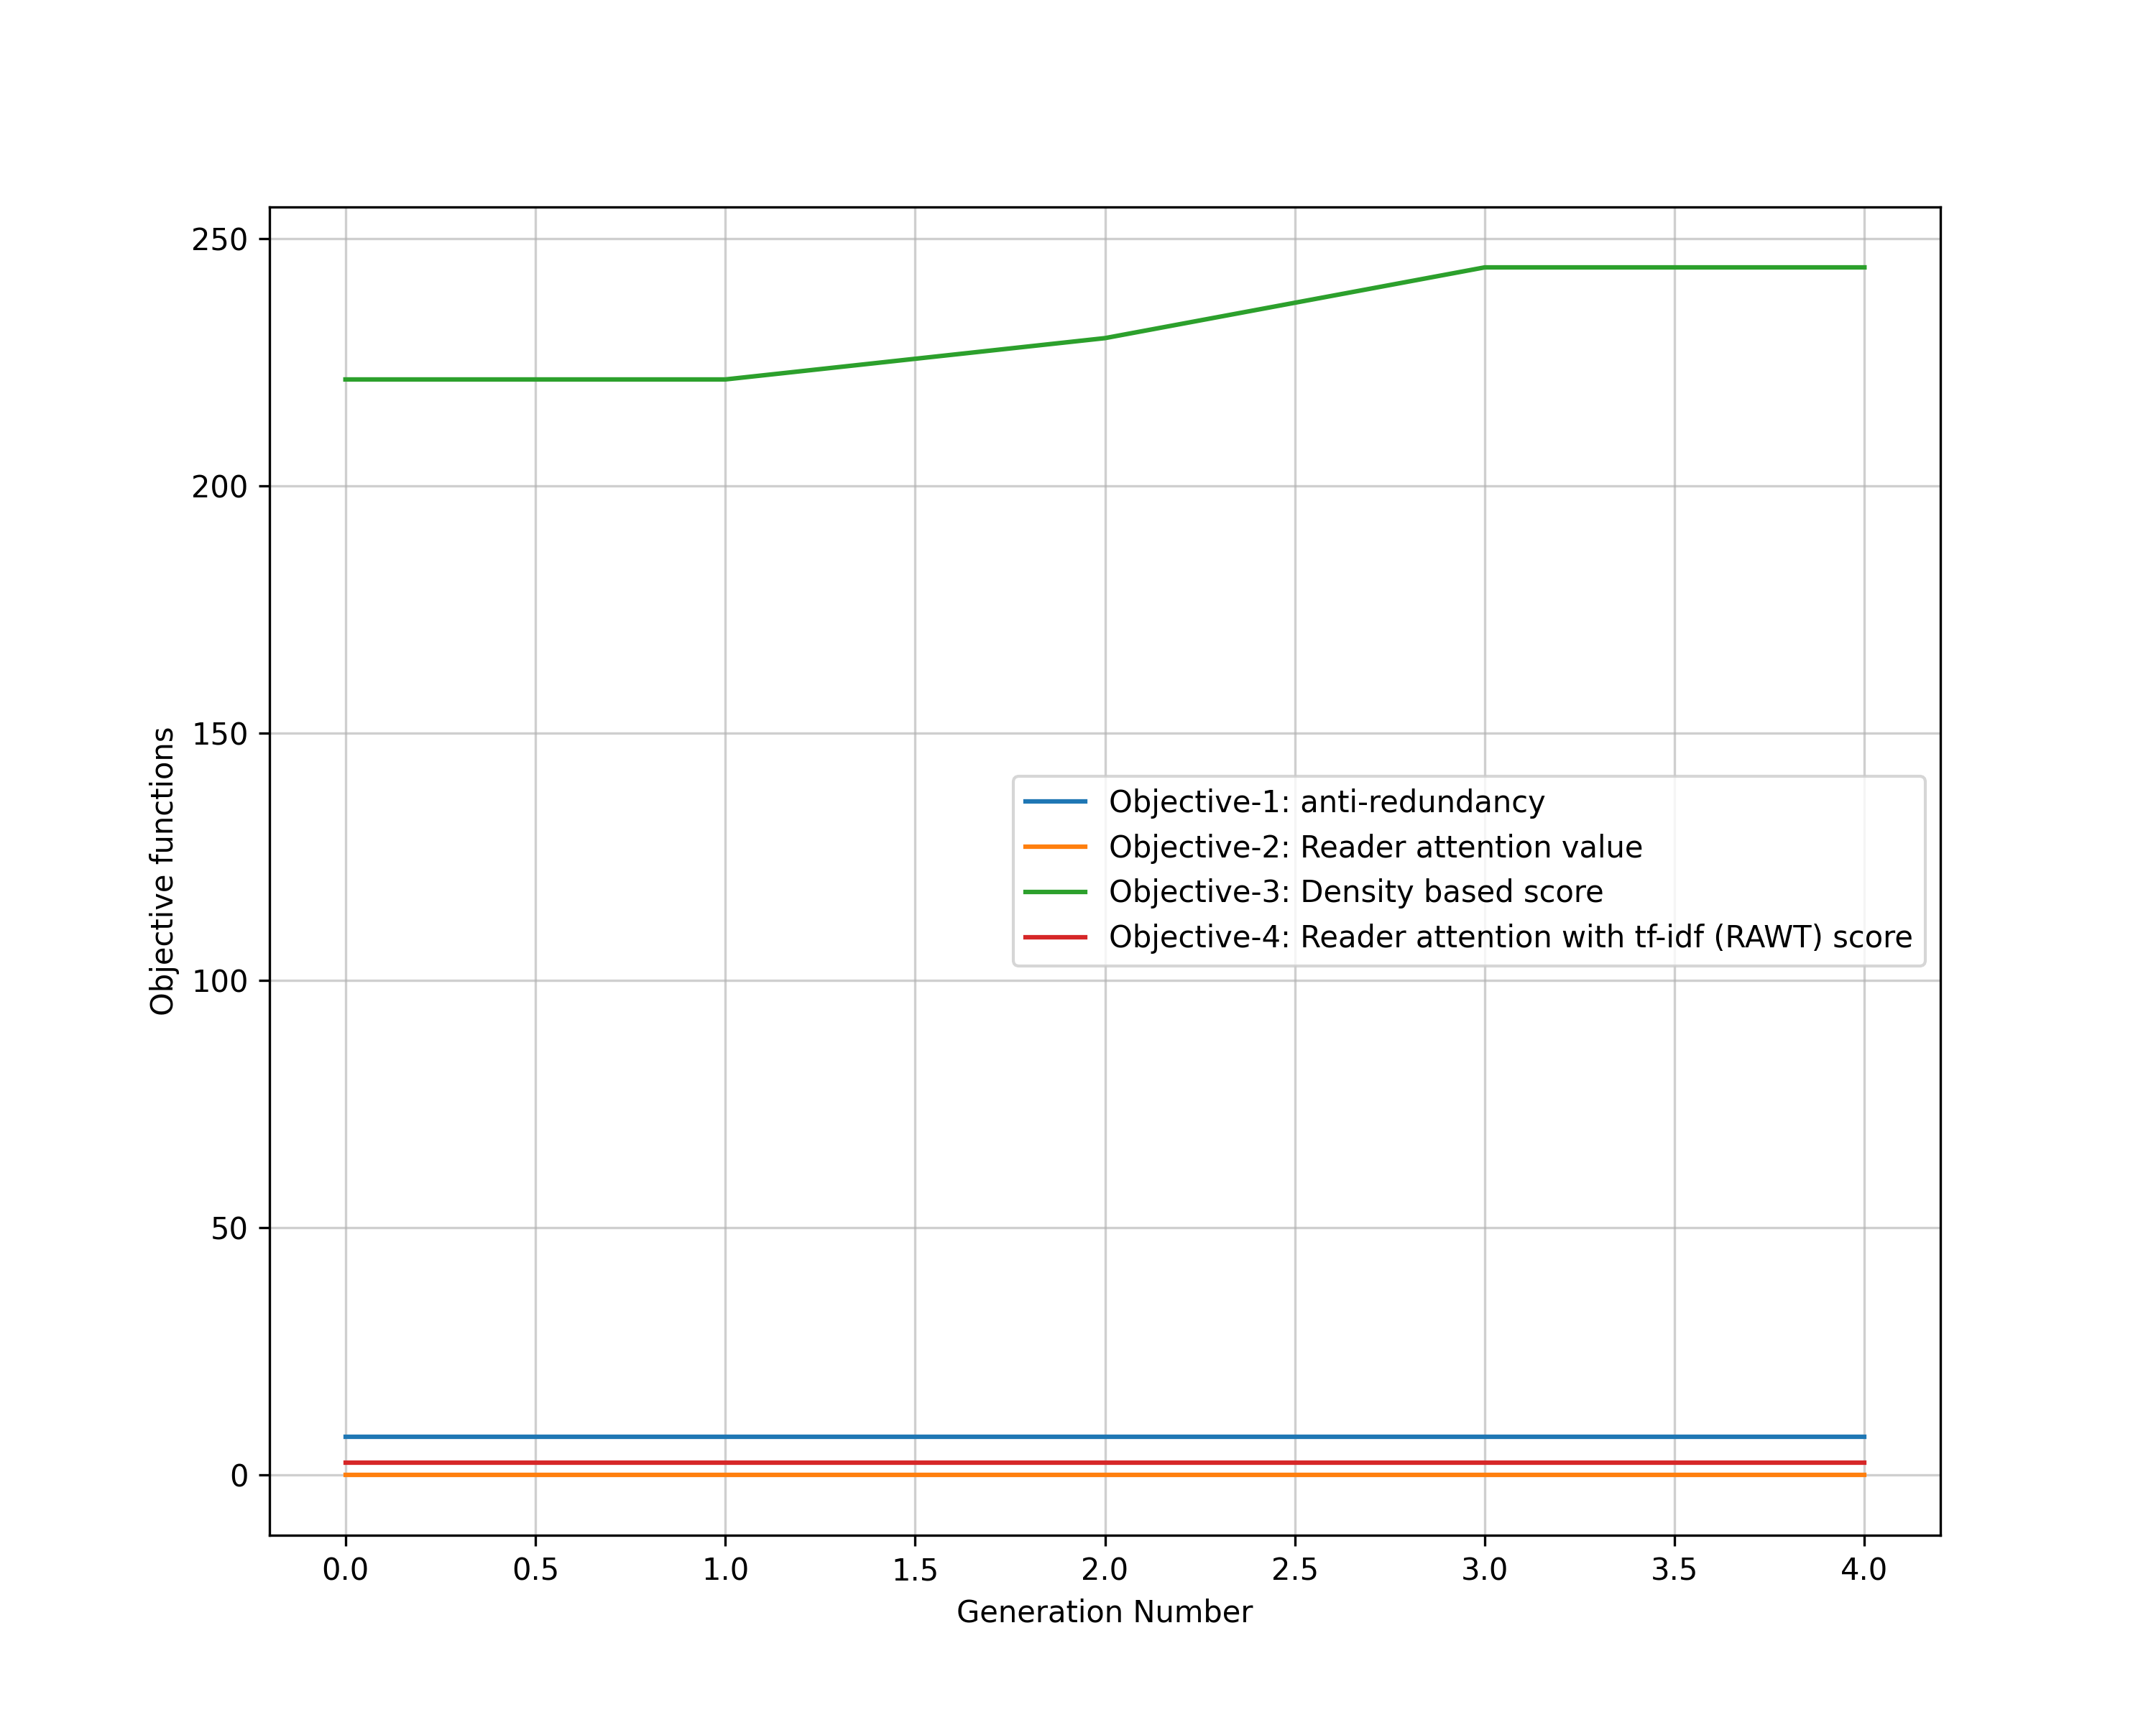 250
200
150
100
50
0
Objective functions
Objective-1: anti-redundancy
Objective-2: Reader attention value
Objective-3: Density based score
Objective-4: Reader attention with tf-idf (RAWT) score
0.0 0.5 1.0 1.5 2.0 2.5 3.0 3.5 4.0
Generation Number